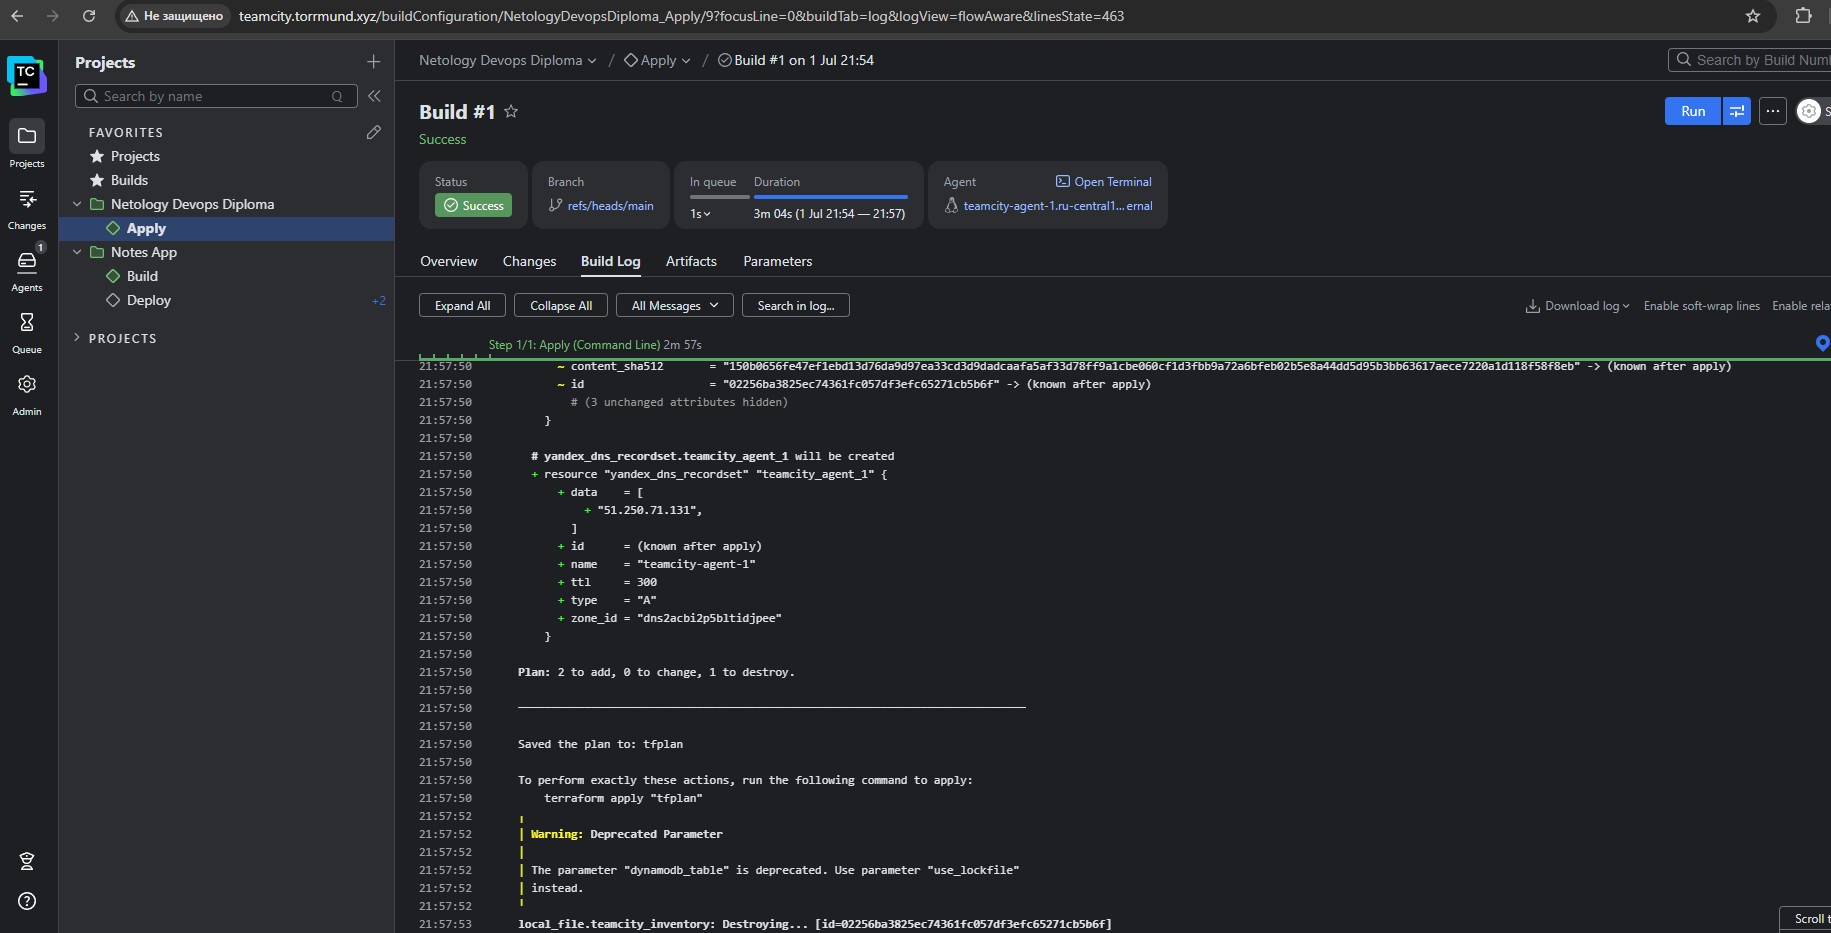 Не защищено
teamcity.torrmund.xyz/buildConfiguration/NetologyDevopsDiploma_Apply/9?focusLine=0&buildTab=log&logView=flowAware&linesState=463
TC
Projects
Changes
1
Agents
Queue
Admin
Projects
Search by name
FAVORITES
Projects
Builds
Netology Devops Diploma
Apply
Notes App
Build
Deploy
+2
PROJECTS
Netology Devops Diploma / Apply / Build #1 on 1 Jul 21:54
Search by Build Num
Build #1
Run
Success
Status
Success
Branch
refs/heads/main
In queue
1s
Duration
3m 04s (1 Jul 21:54 — 21:57)
Agent
Open Terminal
teamcity-agent-1.ru-central1... ernal
Overview Changes Build Log Artifacts Parameters
Expand All Collapse All All Messages Search in log...
Download log Enable soft-wrap lines Enable rela
Step 1/1: Apply (Command Line) 2m 57s
21:57:50 ~ content_sha512 = "150b0656fe47ef1ebd13d76da9d97ea33cd3d9dadcaafa5af33d78ff9a1cbe060cf1d3fbb9a72a6bfeb02b5e8a44dd5d95b3bb63617aece7220a1d118f58f8eb" -> (known after apply)
21:57:50 ~ id = "02256ba3825ec74361fc057df3efc65271cb5b6f" -> (known after apply)
21:57:50 # (3 unchanged attributes hidden)
21:57:50 }
21:57:50
21:57:50 # yandex_dns_recordset.teamcity_agent_1 will be created
21:57:50 + resource "yandex_dns_recordset" "teamcity_agent_1" {
21:57:50 + data = [
21:57:50 + "51.250.71.131",
21:57:50 ]
21:57:50 + id = (known after apply)
21:57:50 + name = "teamcity-agent-1"
21:57:50 + ttl = 300
21:57:50 + type = "A"
21:57:50 + zone_id = "dns2acbi2p5bltidjpee"
21:57:50 }
21:57:50
21:57:50 Plan: 2 to add, 0 to change, 1 to destroy.
21:57:50
21:57:50
21:57:50
21:57:50 Saved the plan to: tfplan
21:57:50
21:57:50 To perform exactly these actions, run the following command to apply:
21:57:50 terraform apply "tfplan"
21:57:52
21:57:52 Warning: Deprecated Parameter
21:57:52
21:57:52 The parameter "dynamodb_table" is deprecated. Use parameter "use_lockfile"
21:57:52 instead.
21:57:52
21:57:53 local_file.teamcity_inventory: Destroying... [id=02256ba3825ec74361fc057df3efc65271cb5b6f]
Scroll t